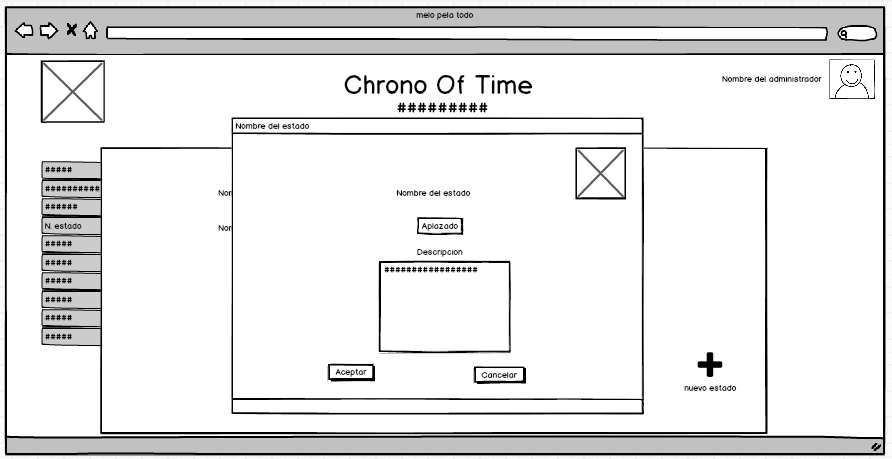 meio pela todo
Chrono Of Time
#########
Nombre del administrador
Nombre del estado
#####
##########
######
N. estado
#####
#####
#####
#####
#####
#####
Nor
Nor
Nombre del estado
Aplazado
Descripcion
################
Aceptar
Cancelar
nuevo estado